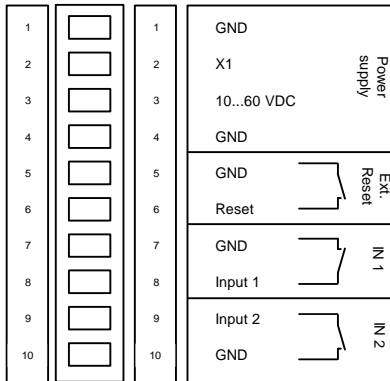 1 1 GND
2 2 X1
3 3 10...60 VDC
4 4 GND
Power supply
5 5 GND
6 6 Reset
Ext. Reset
7 7 GND
8 8 Input 1
IN 1
9 9 Input 2
10 10 GND
IN 2